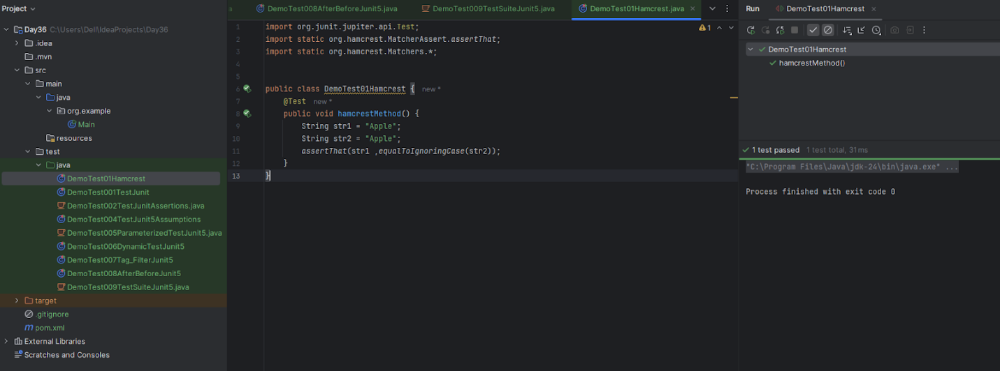 Project
Day36 C:\Users\Dell\IdeaProjects\Day36
.idea
.mvn
src
main
java
org.example
Main
resources
test
java
DemoTest01Hamcrest
DemoTest001TestJunit
DemoTest002TestJunitAssertions.java
DemoTest004TestJunit5Assumptions
DemoTest005ParameterizedTestJunit5.java
DemoTest006DynamicTestJunit5
DemoTest007Tag_FilterJunit5
DemoTest008AfterBeforeJunit5
DemoTest009TestSuiteJunit5.java
target
.gitignore
pom.xml
External Libraries
Scratches and Consoles
DemoTest008AfterBeforeJunit5.java DemoTest009TestSuiteJunit5.java DemoTest01Hamcrest.java
1 import org.junit.jupiter.api.Test;
2 import static org.hamcrest.MatcherAssert.assertThat;
3 import static org.hamcrest.Matchers.*;
4
5
6 public class DemoTest01Hamcrest { new *
7 @Test new *
8 public void hamcrestMethod() {
9 String str1 = "Apple";
10 String str2 = "Apple";
11 assertThat(str1 ,equalToIgnoringCase(str2));
12 }
13 }
1
Run DemoTest01Hamcrest
DemoTest01Hamcrest
hamcrestMethod()
1 test passed 1 test total, 31 ms
"C:\Program Files\Java\jdk-24\bin\java.exe" ...
Process finished with exit code 0